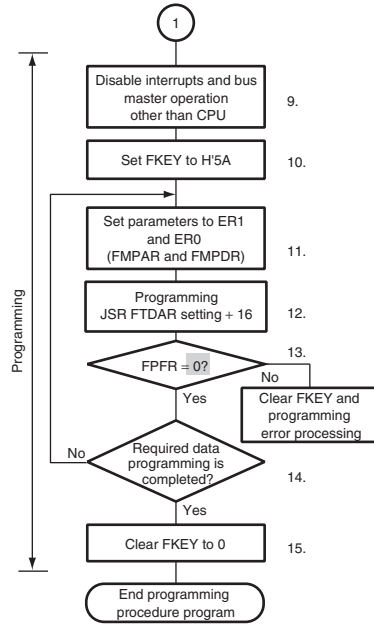 1
Disable interrupts and bus
master operation
other than CPU
9.
Set FKEY to H'5A
10.
Set parameters to ER1
and ER0
(FMPAR and FMPDR)
11.
Programming
JSR FTDAR setting + 16
12.
Programming
13.
FPFR = 0?
No
Yes
Clear FKEY and
programming
error processing
No
Required data
programming is
completed?
14.
Yes
Clear FKEY to 0
15.
End programming
procedure program